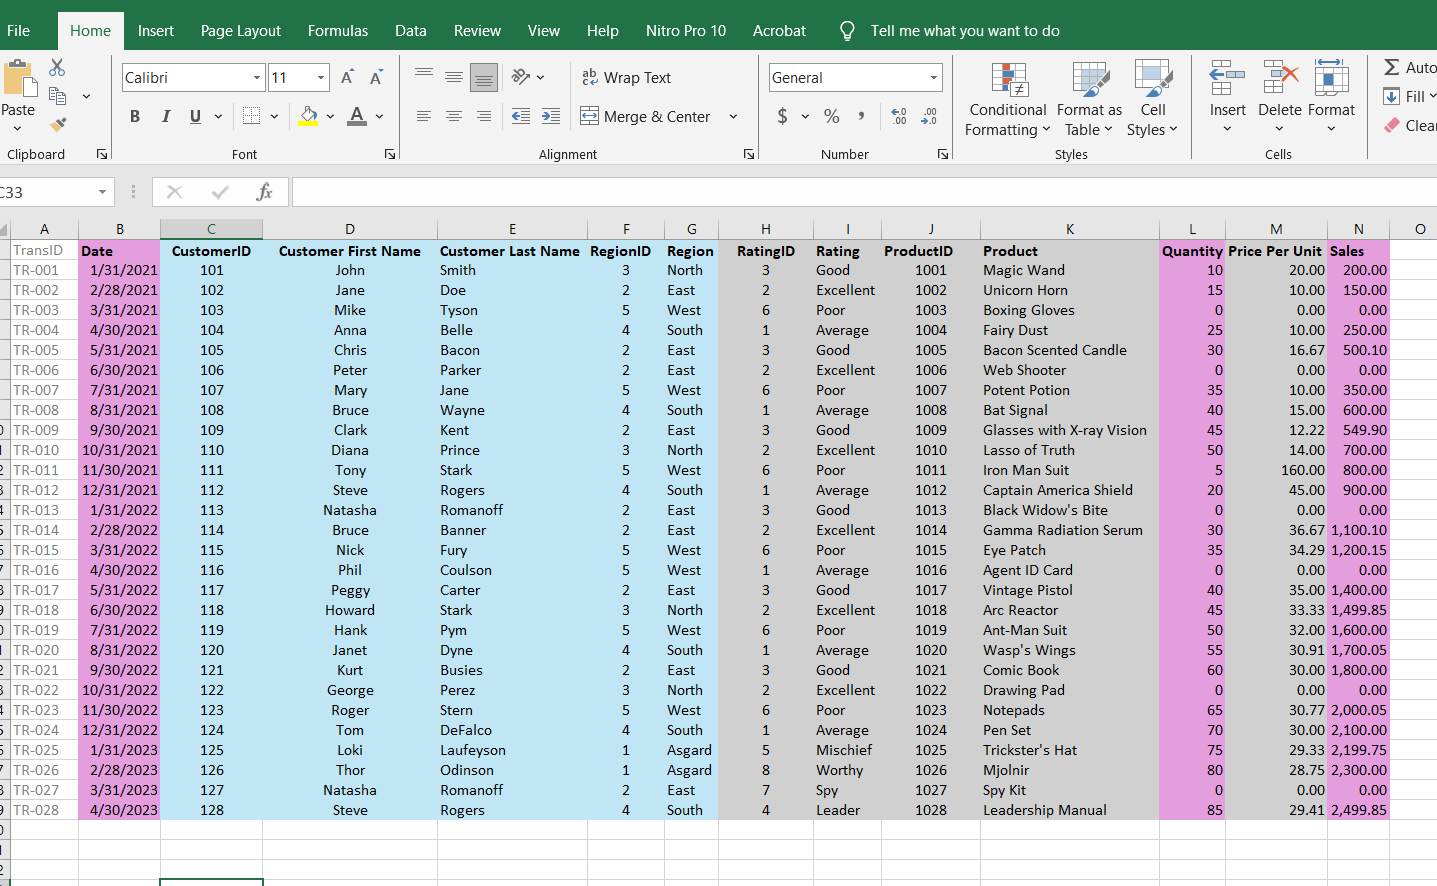 File Home Insert Page Layout Formulas Data Review View Help Nitro Pro 10 Acrobat Tell me what you want to do
Calibri 11 A A ab Wrap Text General Auto
Paste Fill
B I U A Merge & Center $ % , Conditional Formatting Format as Table Cell Styles Insert Delete Format Clear
Clipboard Font Alignment Number Styles Cells
C33 fx
A B C D E F G H I J K L M N O
TransID Date CustomerID Customer First Name Customer Last Name RegionID Region RatingID Rating ProductID Product Quantity Price Per Unit Sales
TR-001 1/31/2021 101 John Smith 3 North 3 Good 1001 Magic Wand 10 20.00 200.00
TR-002 2/28/2021 102 Jane Doe 2 East 2 Excellent 1002 Unicorn Horn 15 10.00 150.00
TR-003 3/31/2021 103 Mike Tyson 5 West 6 Poor 1003 Boxing Gloves 0 0.00 0.00
TR-004 4/30/2021 104 Anna Belle 4 South 1 Average 1004 Fairy Dust 25 10.00 250.00
TR-005 5/31/2021 105 Chris Bacon 2 East 3 Good 1005 Bacon Scented Candle 30 16.67 500.10
TR-006 6/30/2021 106 Peter Parker 2 East 2 Excellent 1006 Web Shooter 0 0.00 0.00
TR-007 7/31/2021 107 Mary Jane 5 West 6 Poor 1007 Potent Potion 35 10.00 350.00
TR-008 8/31/2021 108 Bruce Wayne 4 South 1 Average 1008 Bat Signal 40 15.00 600.00
TR-009 9/30/2021 109 Clark Kent 2 East 3 Good 1009 Glasses with X-ray Vision 45 12.22 549.90
TR-010 10/31/2021 110 Diana Prince 3 North 2 Excellent 1010 Lasso of Truth 50 14.00 700.00
TR-011 11/30/2021 111 Tony Stark 5 West 6 Poor 1011 Iron Man Suit 5 160.00 800.00
TR-012 12/31/2021 112 Steve Rogers 4 South 1 Average 1012 Captain America Shield 20 45.00 900.00
TR-013 1/31/2022 113 Natasha Romanoff 2 East 3 Good 1013 Black Widow's Bite 0 0.00 0.00
TR-014 2/28/2022 114 Bruce Banner 2 East 2 Excellent 1014 Gamma Radiation Serum 30 36.67 1,100.10
TR-015 3/31/2022 115 Nick Fury 5 West 6 Poor 1015 Eye Patch 35 34.29 1,200.15
TR-016 4/30/2022 116 Phil Coulson 5 West 1 Average 1016 Agent ID Card 0 0.00 0.00
TR-017 5/31/2022 117 Peggy Carter 2 East 3 Good 1017 Vintage Pistol 40 35.00 1,400.00
TR-018 6/30/2022 118 Howard Stark 3 North 2 Excellent 1018 Arc Reactor 45 33.33 1,499.85
TR-019 7/31/2022 119 Hank Pym 5 West 6 Poor 1019 Ant-Man Suit 50 32.00 1,600.00
TR-020 8/31/2022 120 Janet Dyne 4 South 1 Average 1020 Wasp's Wings 55 30.91 1,700.05
TR-021 9/30/2022 121 Kurt Busies 2 East 3 Good 1021 Comic Book 60 30.00 1,800.00
TR-022 10/31/2022 122 George Perez 3 North 2 Excellent 1022 Drawing Pad 0 0.00 0.00
TR-023 11/30/2022 123 Roger Stern 5 West 6 Poor 1023 Notepads 65 30.77 2,000.05
TR-024 12/31/2022 124 Tom DeFalco 4 South 1 Average 1024 Pen Set 70 30.00 2,100.00
TR-025 1/31/2023 125 Loki Laufeyson 1 Asgard 5 Mischief 1025 Trickster's Hat 75 29.33 2,199.75
TR-026 2/28/2023 126 Thor Odinson 1 Asgard 8 Worthy 1026 Mjolnir 80 28.75 2,300.00
TR-027 3/31/2023 127 Natasha Romanoff 2 East 7 Spy 1027 Spy Kit 0 0.00 0.00
TR-028 4/30/2023 128 Steve Rogers 4 South 4 Leader 1028 Leadership Manual 85 29.41 2,499.85